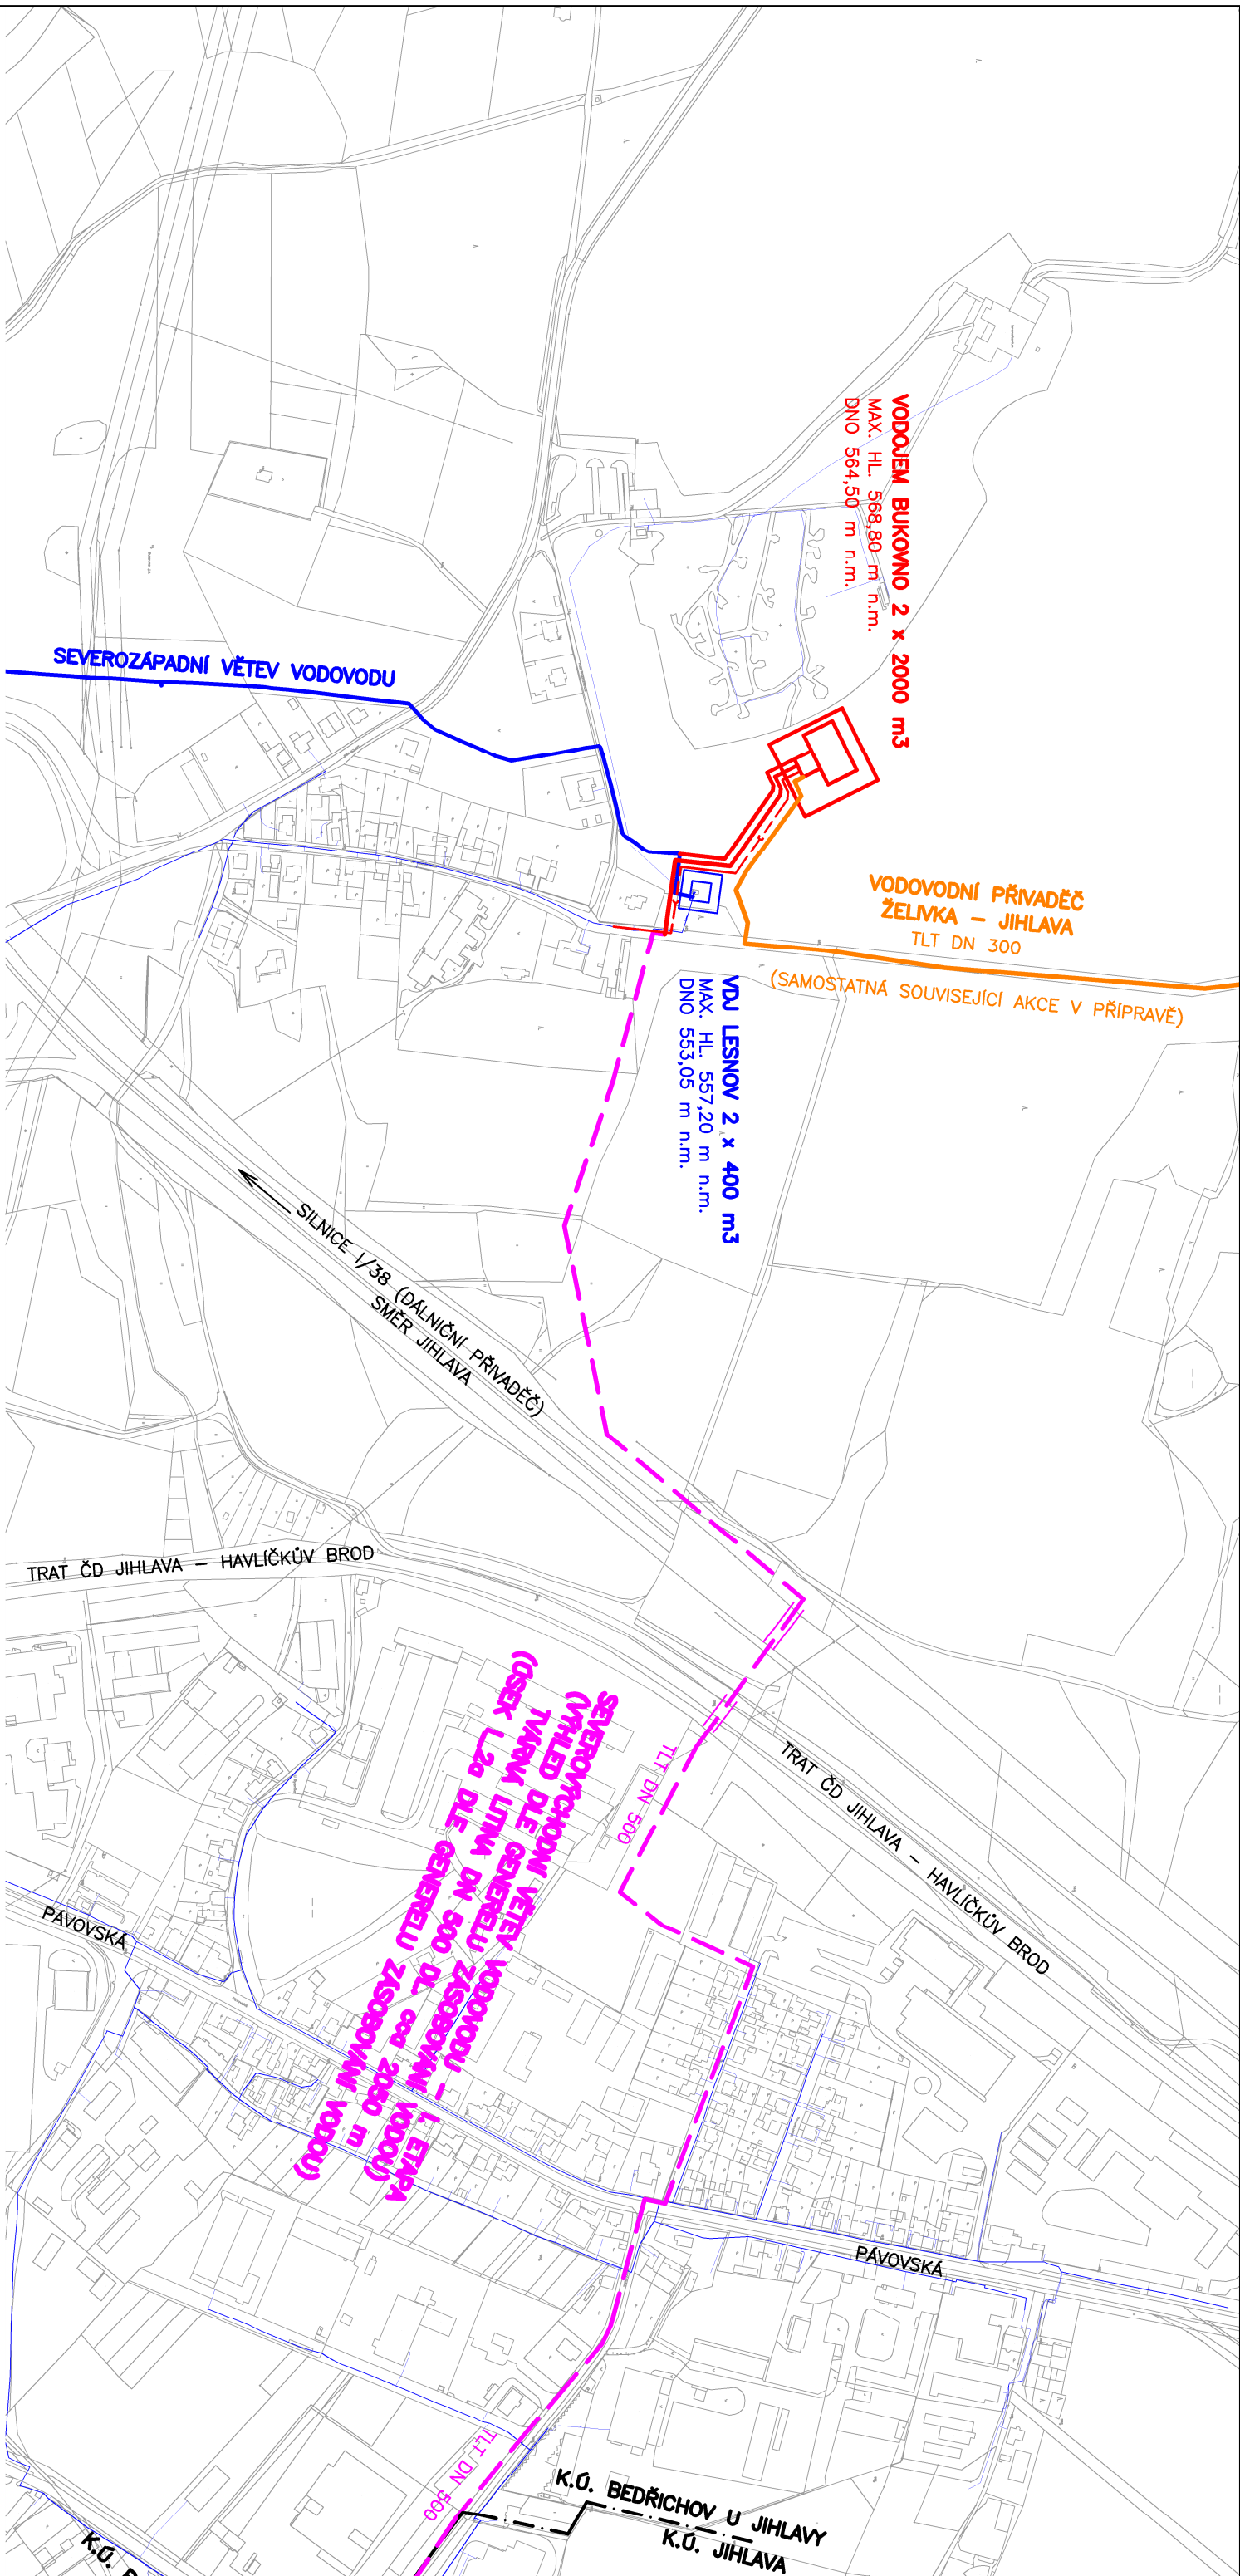 VODOJEM BUKOVNO 2 x 2000 m3
MAX. HL. 568,80 m n.m.
DNO 564,50 m n.m.
SEVEROZÁPADNÍ VĚTEV VODOVODU
VODOVODNÍ PŘIVADĚČ
ŽELIVKA – JIHLAVA
TLT DN 300
(SAMOSTATNÁ SOUVISEJÍCÍ AKCE V PŘÍPRAVĚ)
VDJ LESNOV 2 x 400 m3
MAX. HL. 557,20 m n.m.
DNO 553,05 m n.m.
SILNICE I/38 (DÁLNIČNÍ PŘIVADĚČ)
SMĚR JIHLAVA
TRAT ČD JIHLAVA – HAVLÍČKŮV BROD
TRAT ČD JIHLAVA – HAVLÍČKŮV BROD
TLT DN 500
SEVEROVÝCHODNÍ VĚTEV VODOVODU – I. ETAPA
(VÝHLED DLE GENERELU ZÁSOBOVÁNÍ VODOU)
TVÁRNÁ LITINA DN 500 DL. cca 2050 m
(ÚSEK L_2a DLE GENERELU ZÁSOBOVÁNÍ VODOU)
PÁVOVSKÁ
PÁVOVSKÁ
TLT DN 500
K.Ú. BEDŘICHOV U JIHLAVY
K.Ú. JIHLAVA
K.Ú.